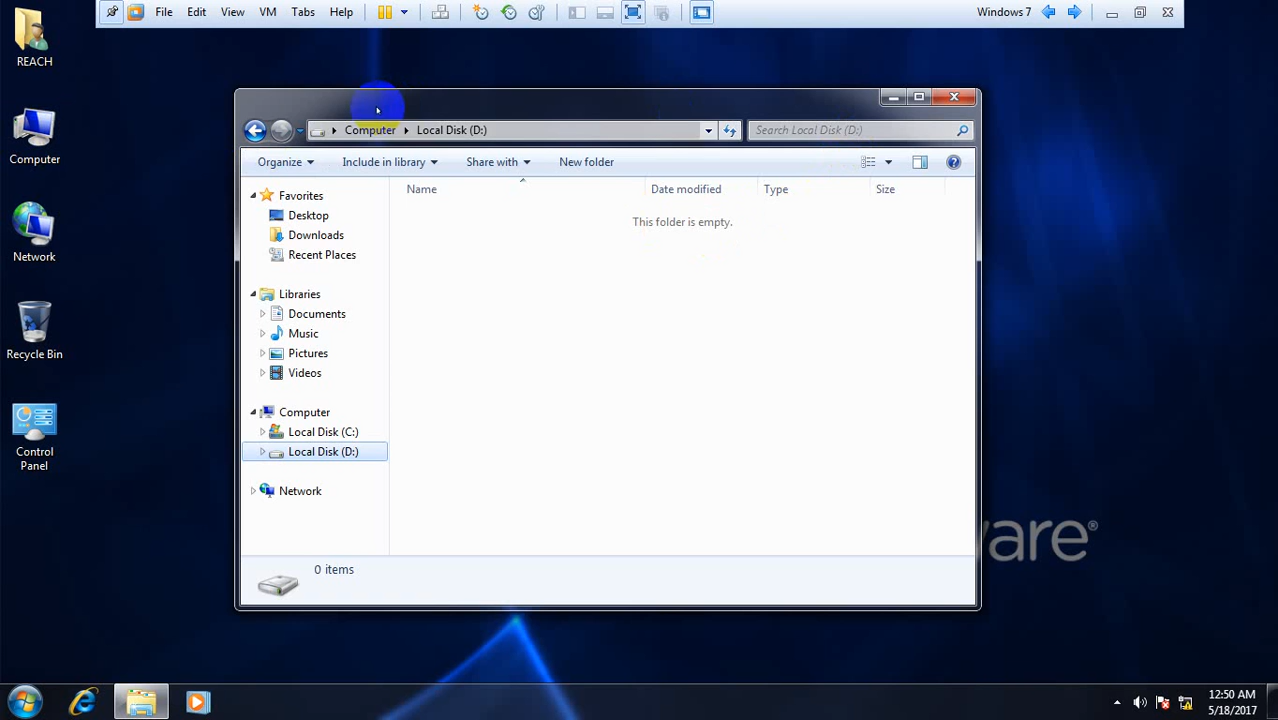 File Edit View VM Tabs Help Windows 7
REACH
Computer
Network
Recycle Bin
Control
Panel
Computer Local Disk (D:) Search Local Disk (D:)
Organize Include in library Share with New folder
Favorites
Desktop
Downloads
Recent Places
Libraries
Documents
Music
Pictures
Videos
Computer
Local Disk (C:)
Local Disk (D:)
Network
Name Date modified Type Size
This folder is empty.
0 items
ware®
12:50 AM
5/18/2017